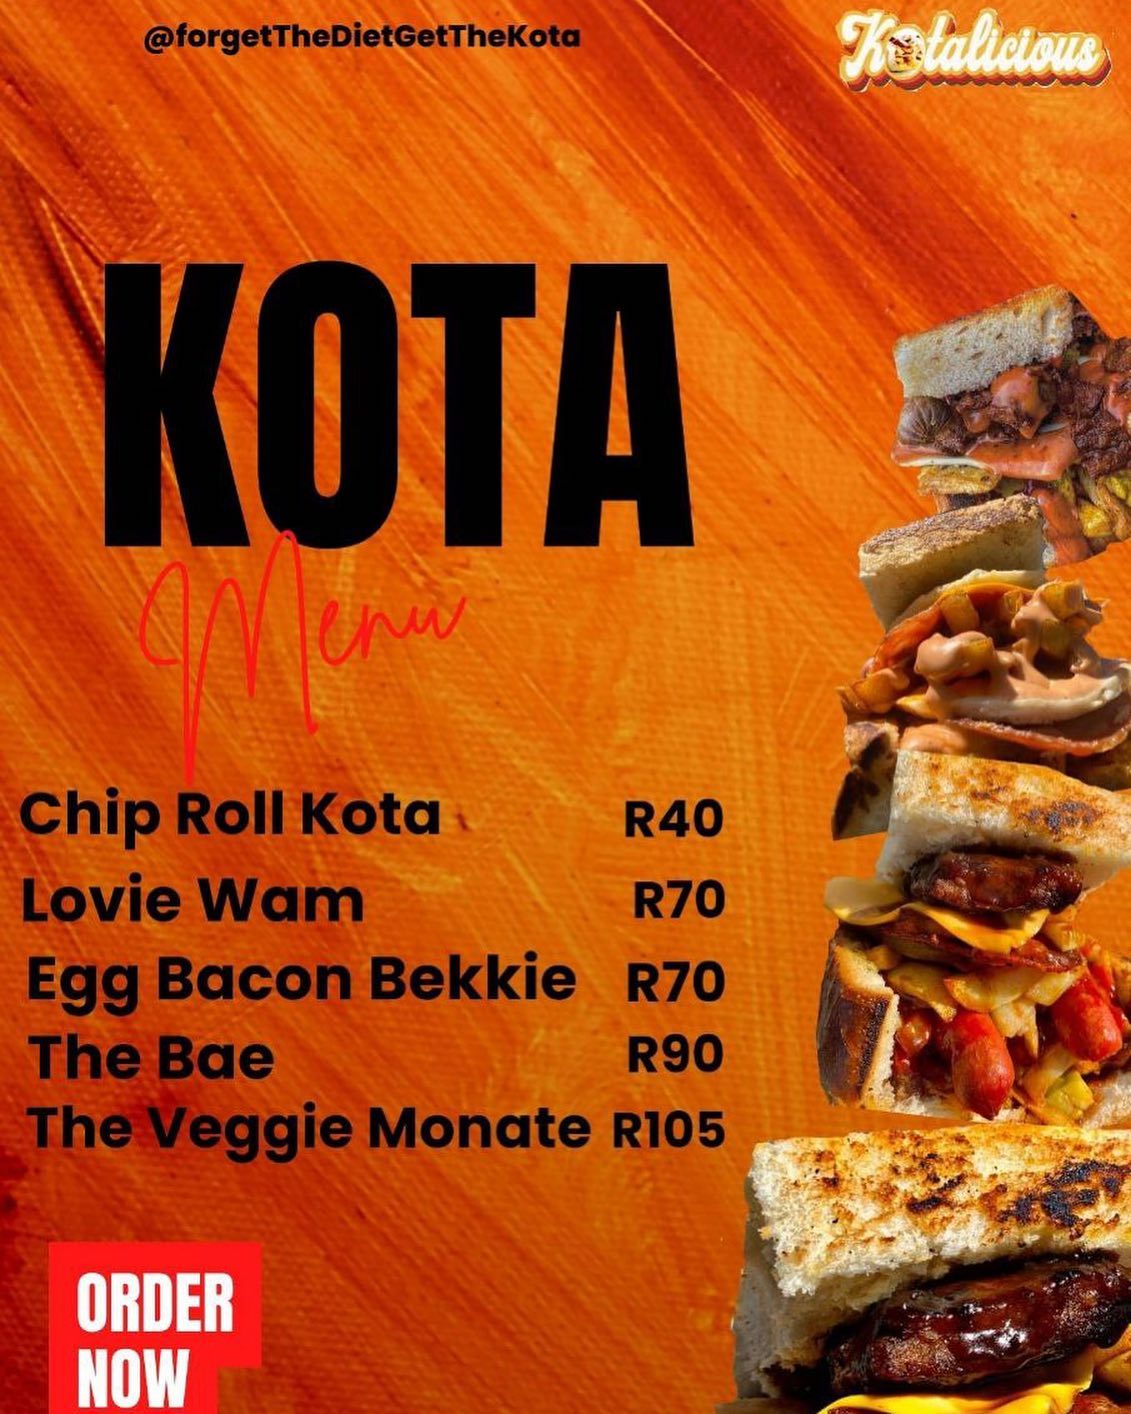 @forgetTheDietGetTheKota
Kotalicious
KOTA
Menu
Chip Roll Kota R40
Lovie Wam R70
Egg Bacon Bekkie R70
The Bae R90
The Veggie Monate R105
ORDER
NOW